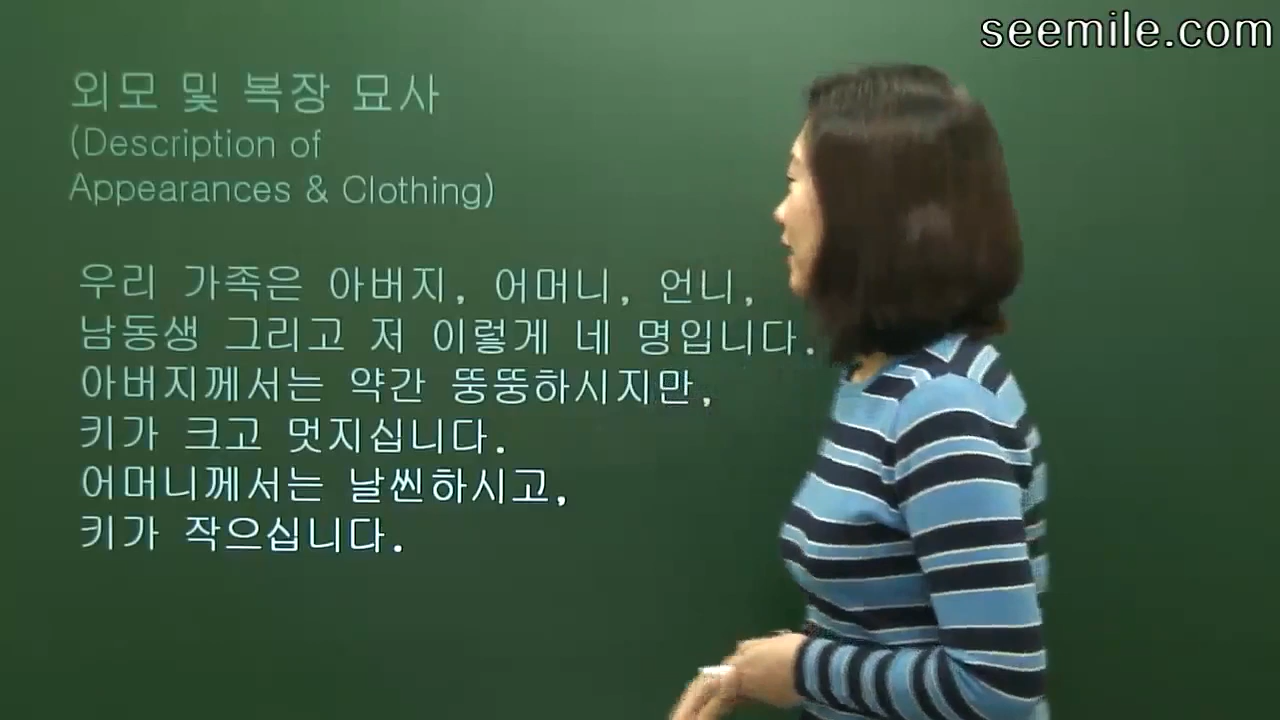 seemile.com
외모 및 복장 묘사
(Description of
Appearances & Clothing)
우리 가족은 아버지, 어머니, 언니,
남동생 그리고 저 이렇게 네 명입니다.
아버지께서는 약간 뚱뚱하시지만,
키가 크고 멋지십니다.
어머니께서는 날씬하시고,
키가 작으십니다.